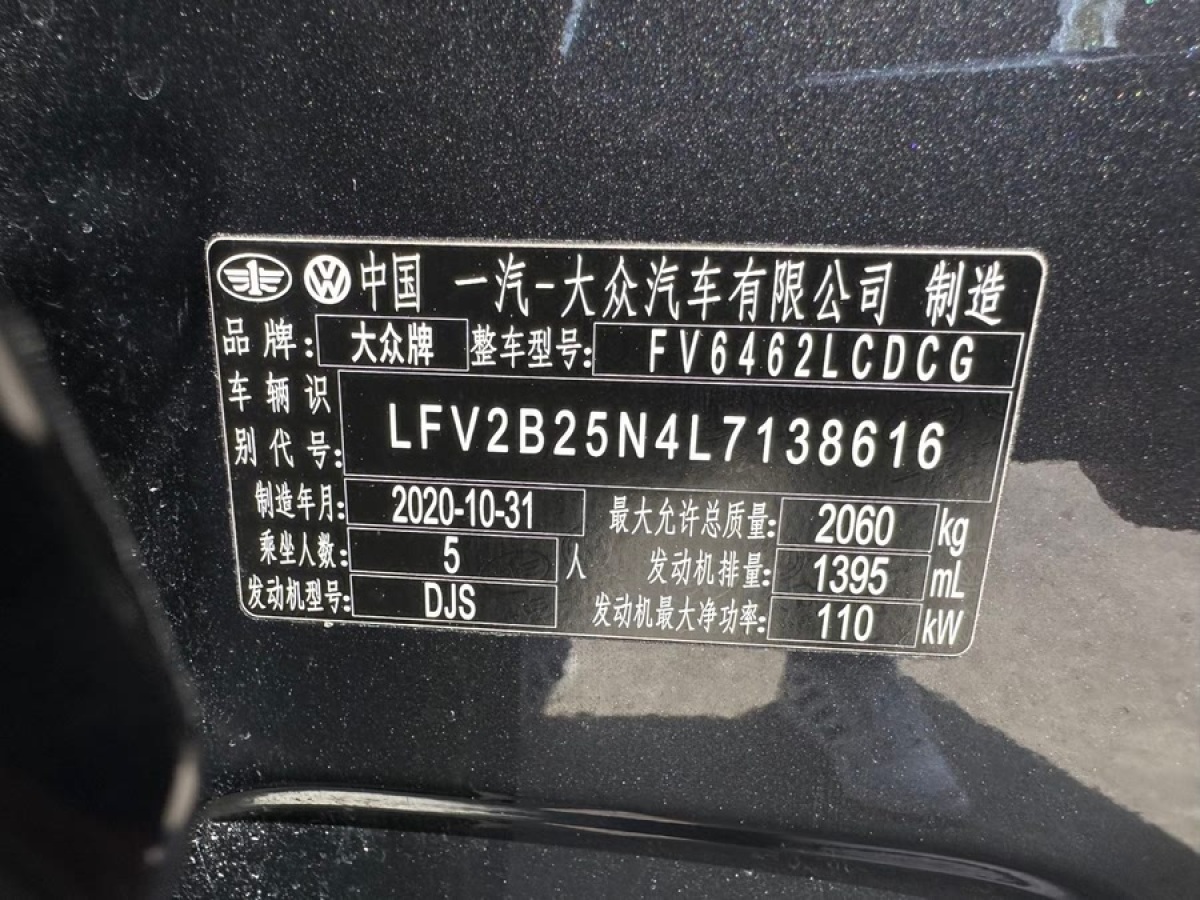 中国 一汽-大众汽车有限公司 制造
品牌: 大众牌 整车型号: FV6462LCDCG
车辆识别代号: LFV2B25N4L7138616
制造年月: 2020-10-31 最大允许总质量: 2060 kg
乘坐人数: 5 人 发动机排量: 1395 mL
发动机型号: DJS 发动机最大净功率: 110 kW